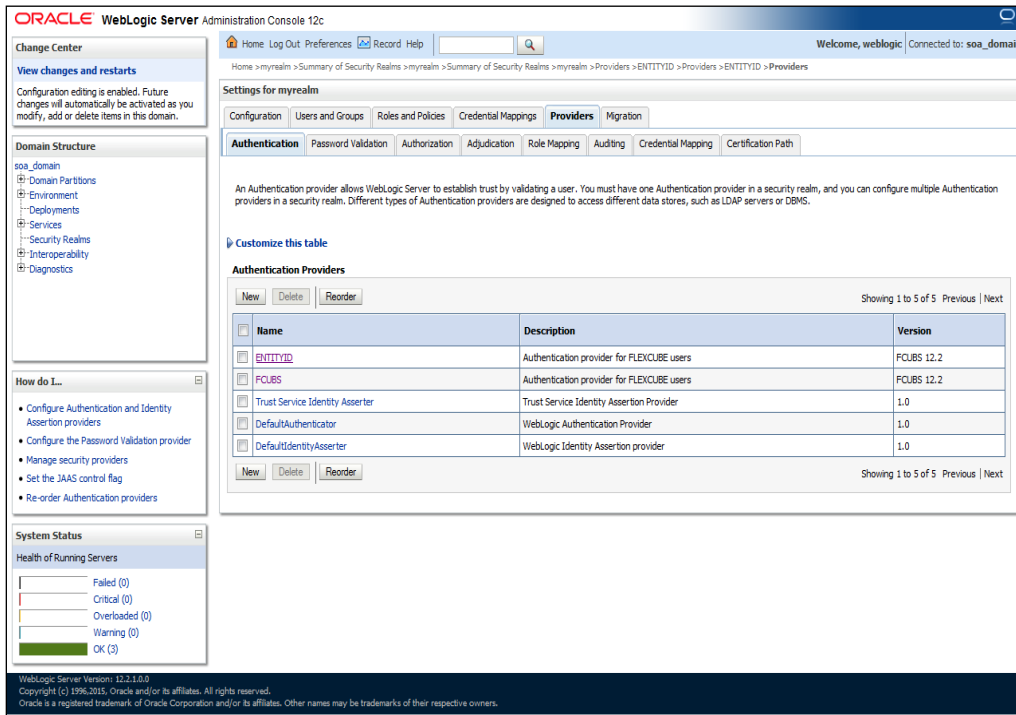 ORACLE WebLogic Server Administration Console 12c
Change Center
View changes and restarts
Configuration editing is enabled. Future
changes will automatically be activated as you
modify, add or delete items in this domain.
Domain Structure
soa_domain
Domain Partitions
Environment
Deployments
Services
Security Realms
Interoperability
Diagnostics
How do I...
Configure Authentication and Identity
Assertion providers
Configure the Password Validation provider
Manage security providers
Set the JAAS control flag
Re-order Authentication providers
System Status
Health of Running Servers
Failed (0)
Critical (0)
Overloaded (0)
Warning (0)
OK (3)
Home Log Out Preferences Record Help
Welcome, weblogic Connected to: soa_domai
Home >myrealm >Summary of Security Realms >myrealm >Summary of Security Realms >myrealm >Providers >ENTITYID >Providers >ENTITYID >Providers
Settings for myrealm
Configuration Users and Groups Roles and Policies Credential Mappings Providers Migration
Authentication Password Validation Authorization Adjudication Role Mapping Auditing Credential Mapping Certification Path
An Authentication provider allows WebLogic Server to establish trust by validating a user. You must have one Authentication provider in a security realm, and you can configure multiple Authentication
providers in a security realm. Different types of Authentication providers are designed to access different data stores, such as LDAP servers or DBMS.
Customize this table
Authentication Providers
New Delete Reorder Showing 1 to 5 of 5 Previous | Next
Name Description Version
ENTITYID Authentication provider for FLEXCUBE users FCUBS 12.2
FCUBS Authentication provider for FLEXCUBE users FCUBS 12.2
Trust Service Identity Asserter Trust Service Identity Assertion Provider 1.0
DefaultAuthenticator WebLogic Authentication Provider 1.0
DefaultIdentityAsserter WebLogic Identity Assertion provider 1.0
New Delete Reorder Showing 1 to 5 of 5 Previous | Next
WebLogic Server Version: 12.2.1.0.0
Copyright (c) 1996,2015, Oracle and/or its affiliates. All rights reserved.
Oracle is a registered trademark of Oracle Corporation and/or its affiliates. Other names may be trademarks of their respective owners.